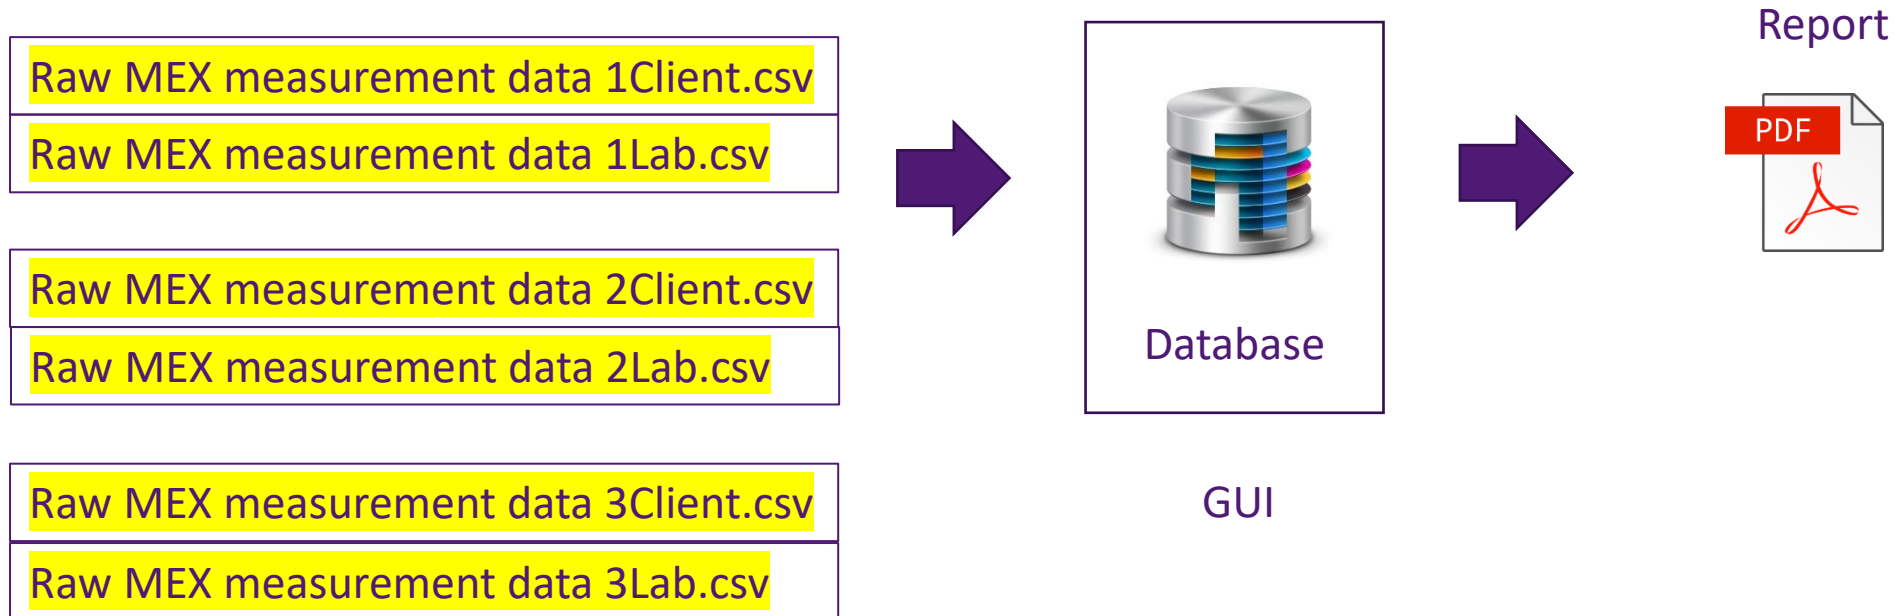 Raw MEX measurement data 1Client.csv
Raw MEX measurement data 1Lab.csv
Raw MEX measurement data 2Client.csv
Raw MEX measurement data 2Lab.csv
Raw MEX measurement data 3Client.csv
Raw MEX measurement data 3Lab.csv
Database
GUI
Report
PDF